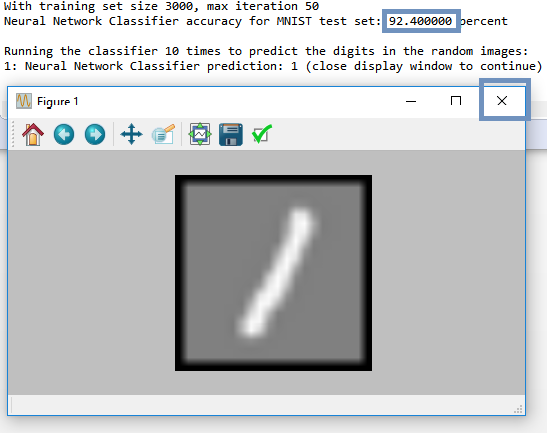 With training set size 3000, max iteration 50
Neural Network Classifier accuracy for MNIST test set: 92.400000 percent
Running the classifier 10 times to predict the digits in the random images:
1: Neural Network Classifier prediction: 1 (close display window to continue)
Figure 1